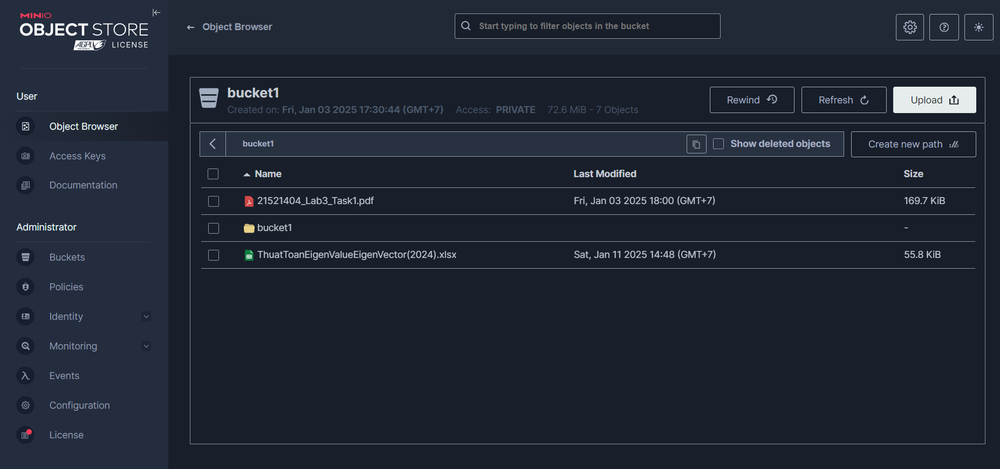 MINIO
OBJECT STORE
AGPLv3 LICENSE
Object Browser
Start typing to filter objects in the bucket
User
Object Browser
Access Keys
Documentation
Administrator
Buckets
Policies
Identity
Monitoring
Events
Configuration
License
bucket1
Created on: Fri, Jan 03 2025 17:30:44 (GMT+7) Access: PRIVATE 72.6 MiB - 7 Objects
Rewind
Refresh
Upload
bucket1
Show deleted objects
Create new path
Name Last Modified Size
21521404_Lab3_Task1.pdf Fri, Jan 03 2025 18:00 (GMT+7) 169.7 KiB
bucket1 -
ThuatToanEigenValueEigenVector(2024).xlsx Sat, Jan 11 2025 14:48 (GMT+7) 55.8 KiB